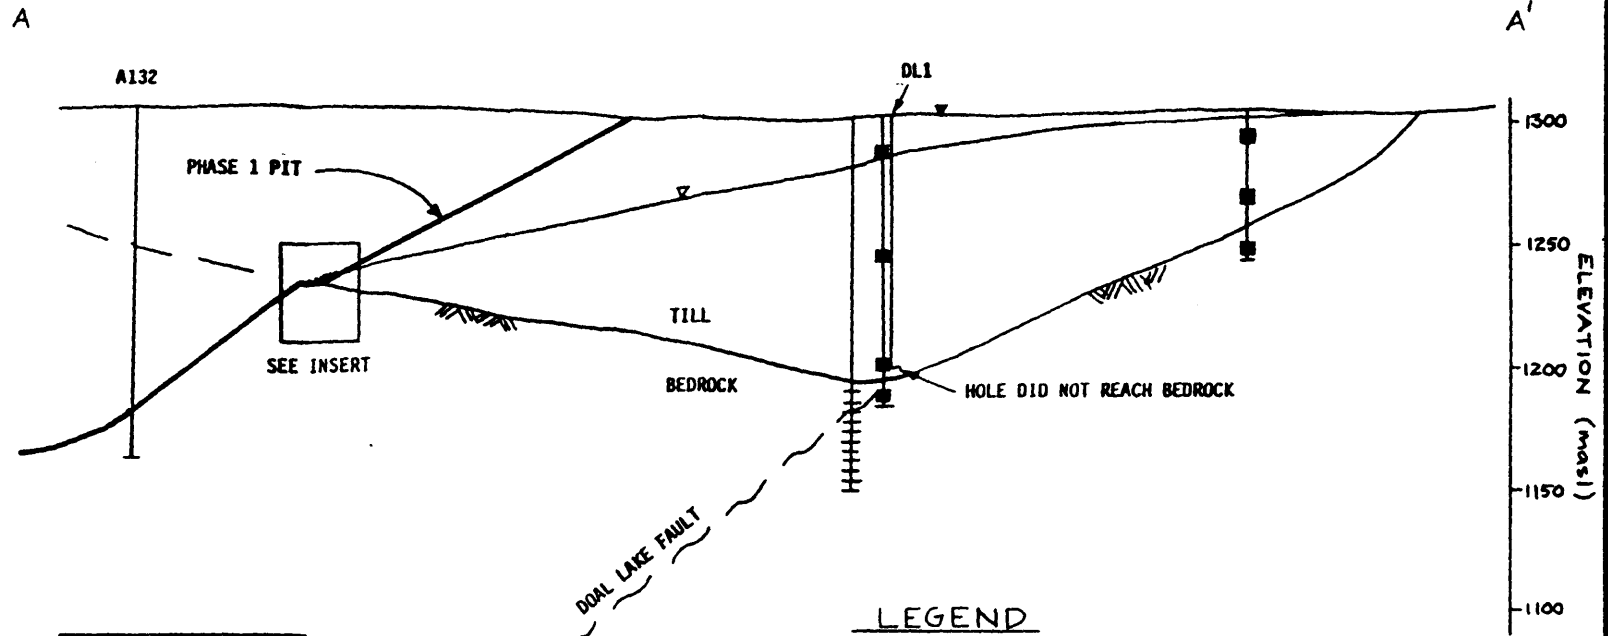 A
A'
A132
DL1
PHASE 1 PIT
1300
1250
ELEVATION (masl)
TILL
SEE INSERT
BEDROCK
HOLE DID NOT REACH BEDROCK
1200
1150
DOAL LAKE FAULT
1100
LEGEND